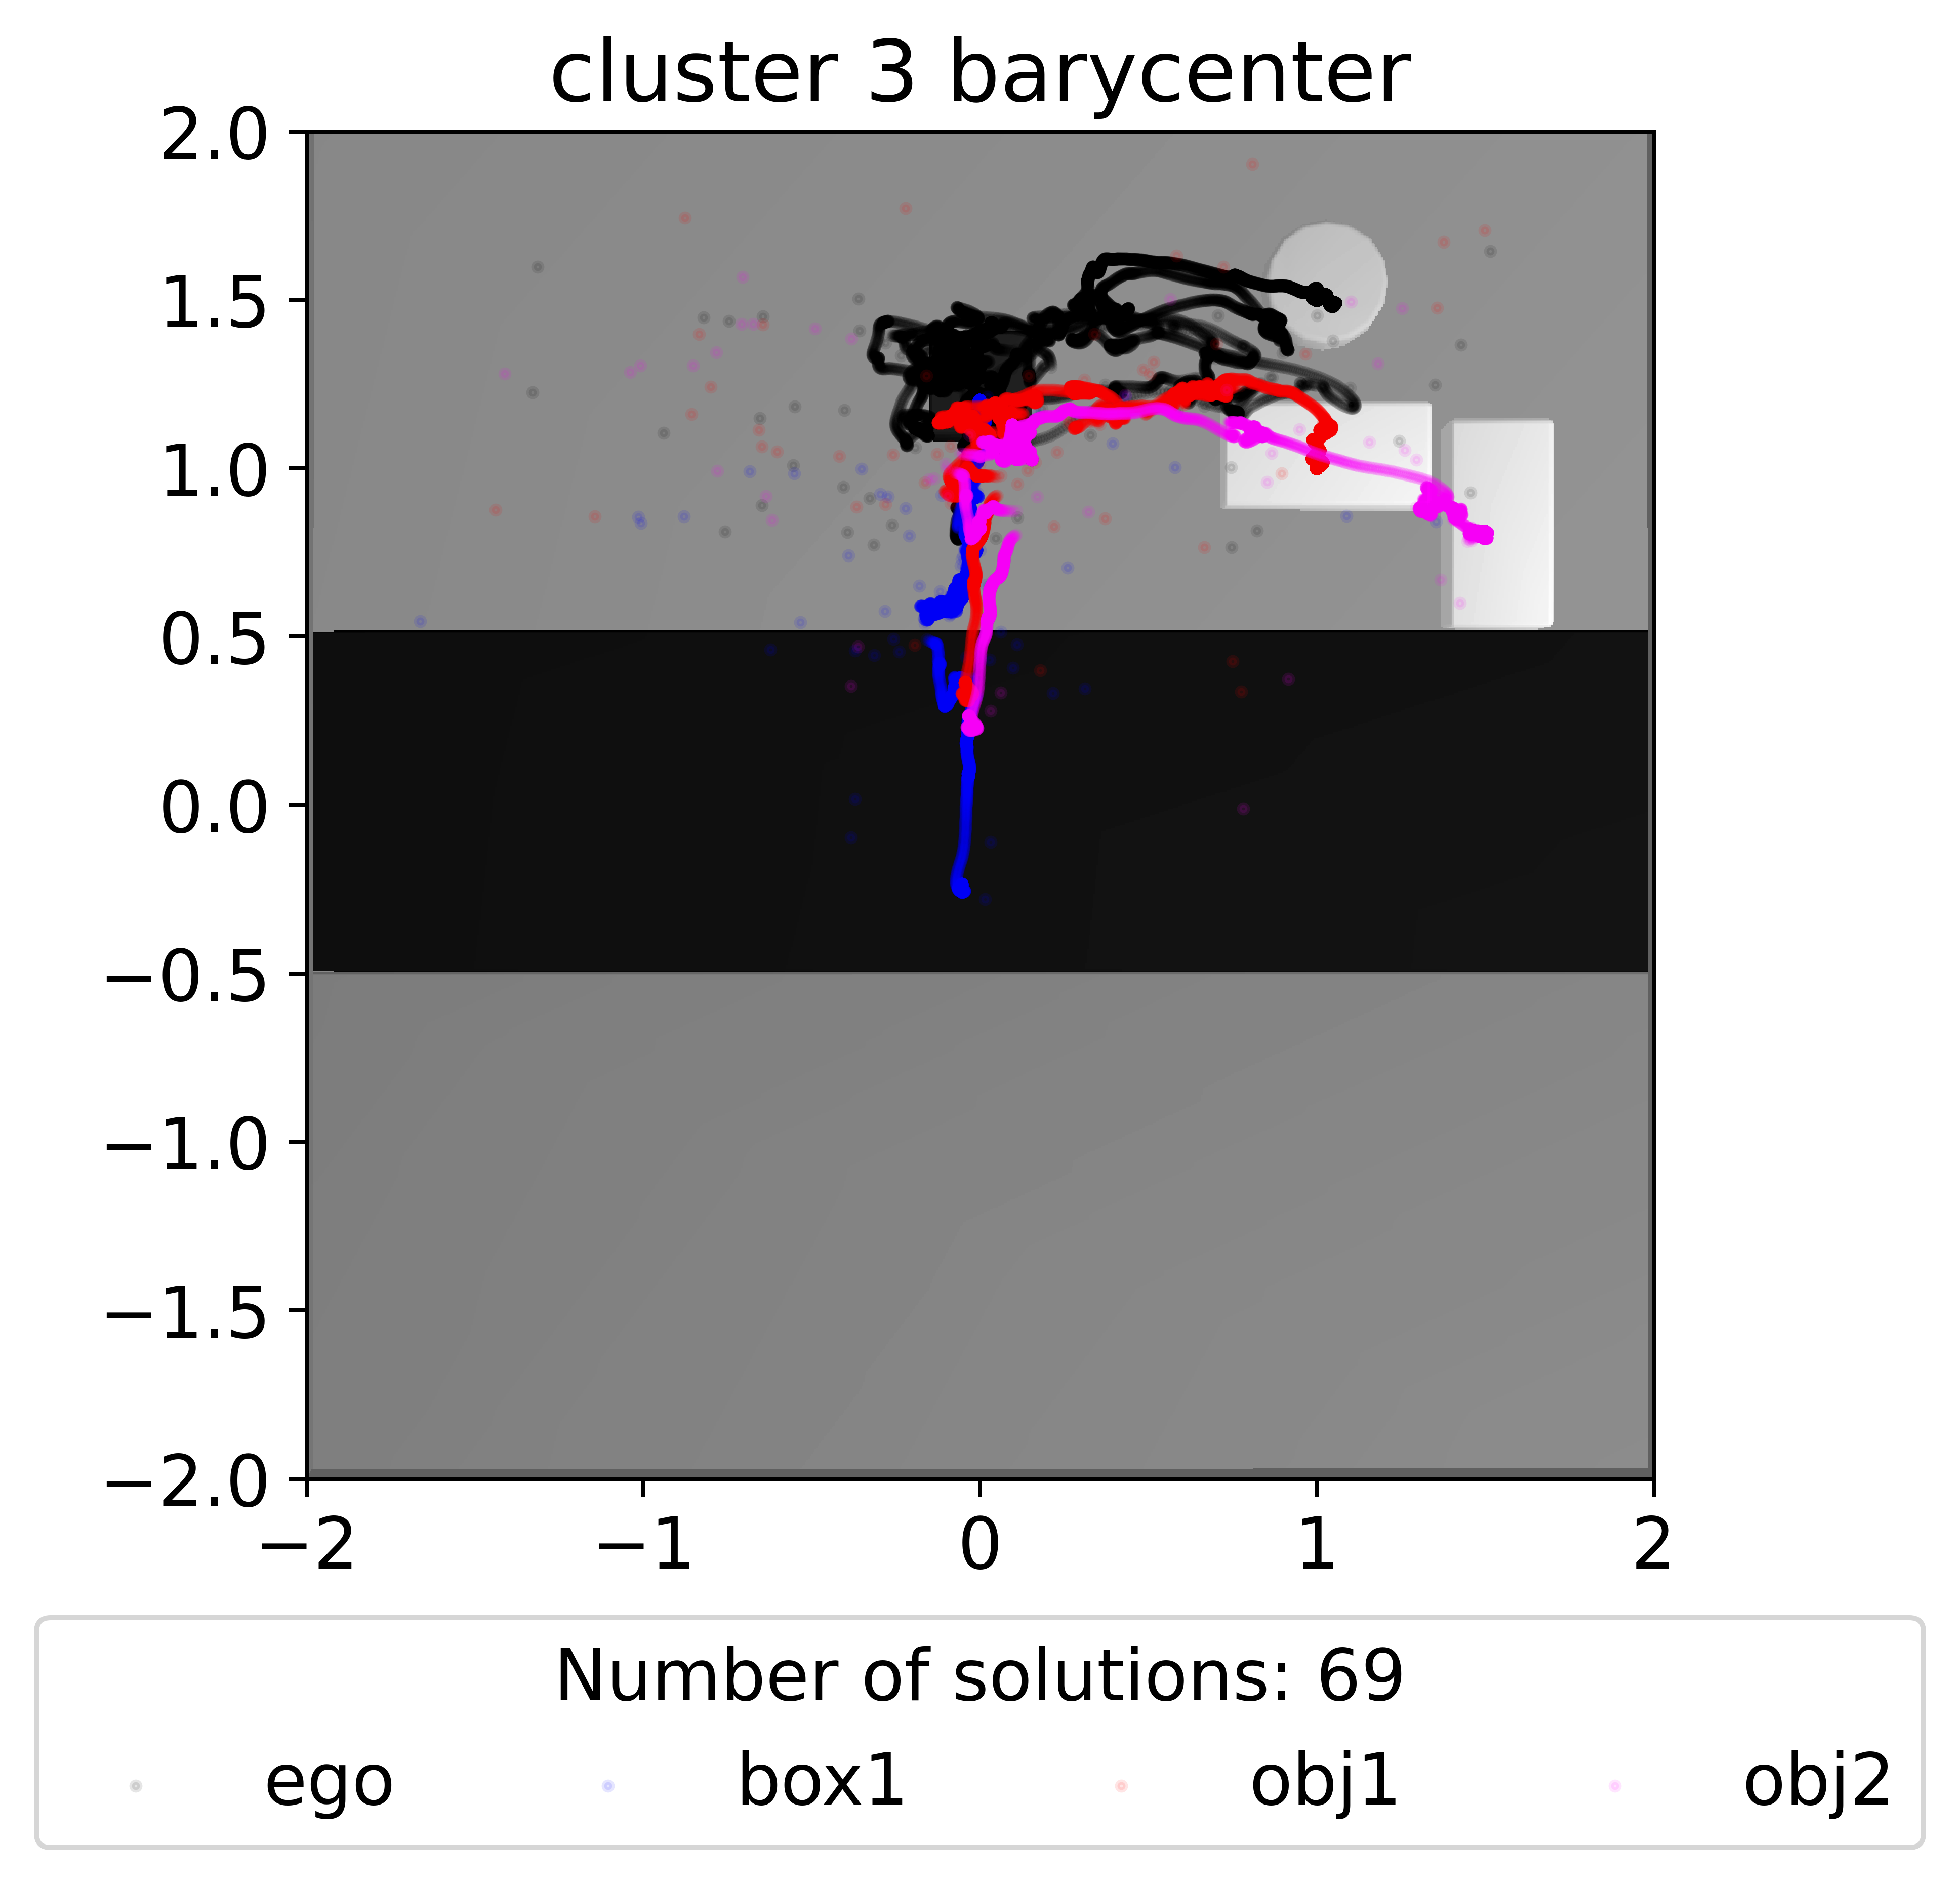 cluster 3 barycenter
2.0
1.5
1.0
0.5
0.0
−0.5
−1.0
−1.5
−2.0
−2 −1 0 1 2
Number of solutions: 69
ego box1 obj1 obj2